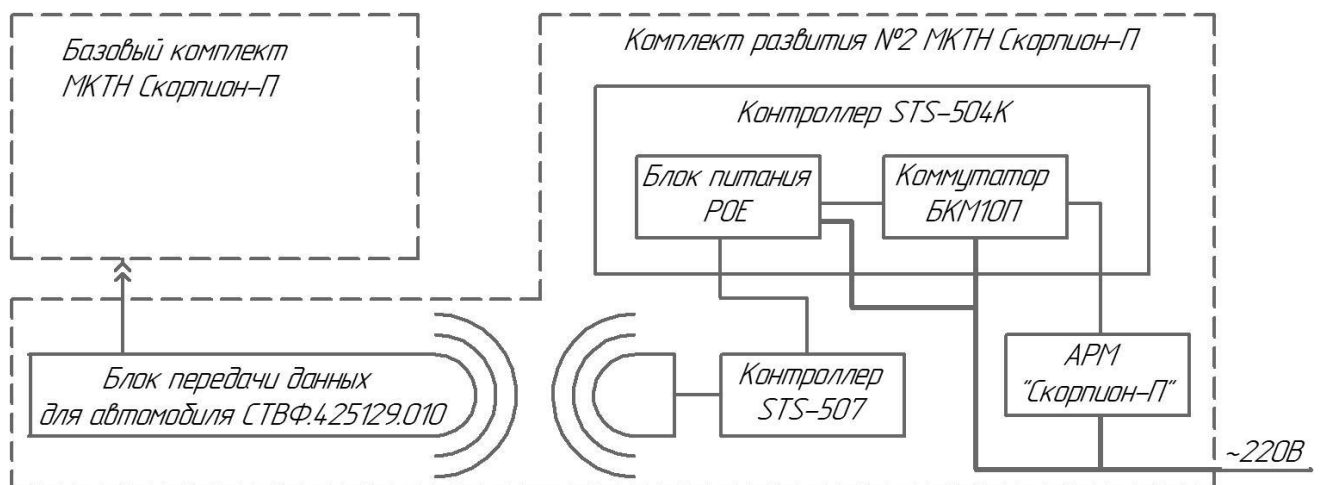 Базовый комплект
МКТН Скорпион-П
Комплект развития №2 МКТН Скорпион-П
Контроллер STS-504К
Блок питания
POE
Коммутатор
БКМ10П
Блок передачи данных
для автомобиля СТВФ.425129.010
Контроллер
STS-507
АРМ
"Скорпион-П"
~220В